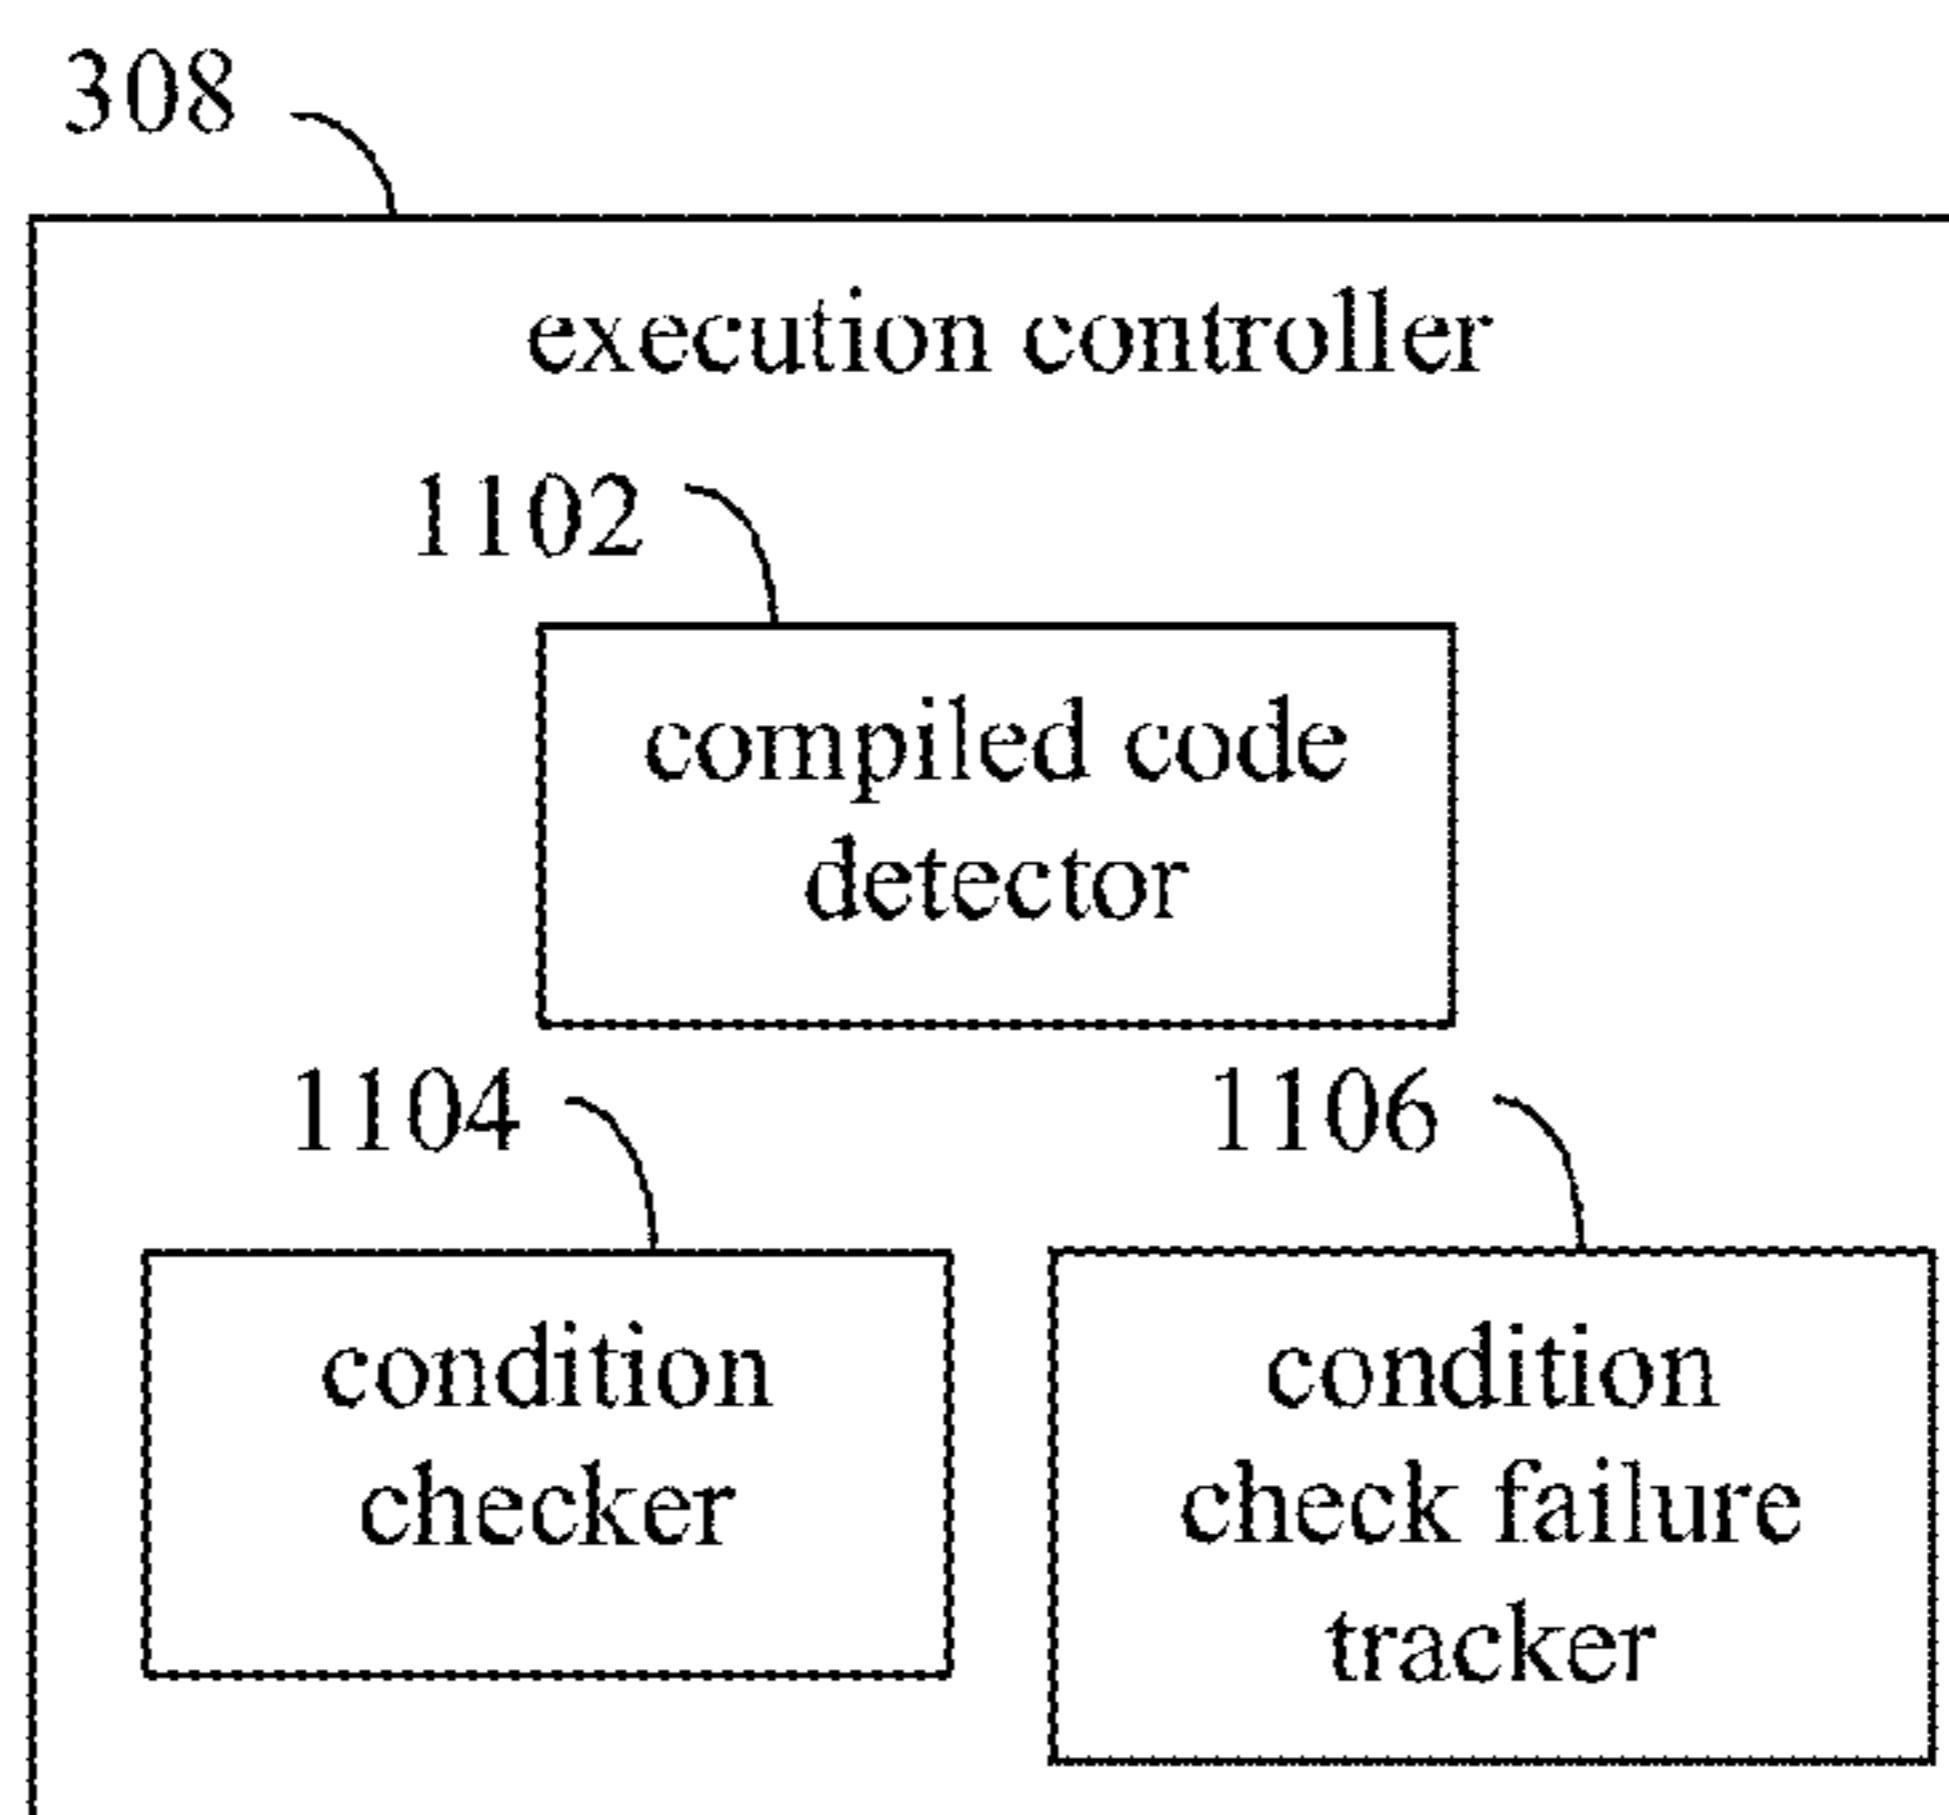 308
execution controller
1102
compiled code
detector
1104
condition
checker
1106
condition
check failure
tracker